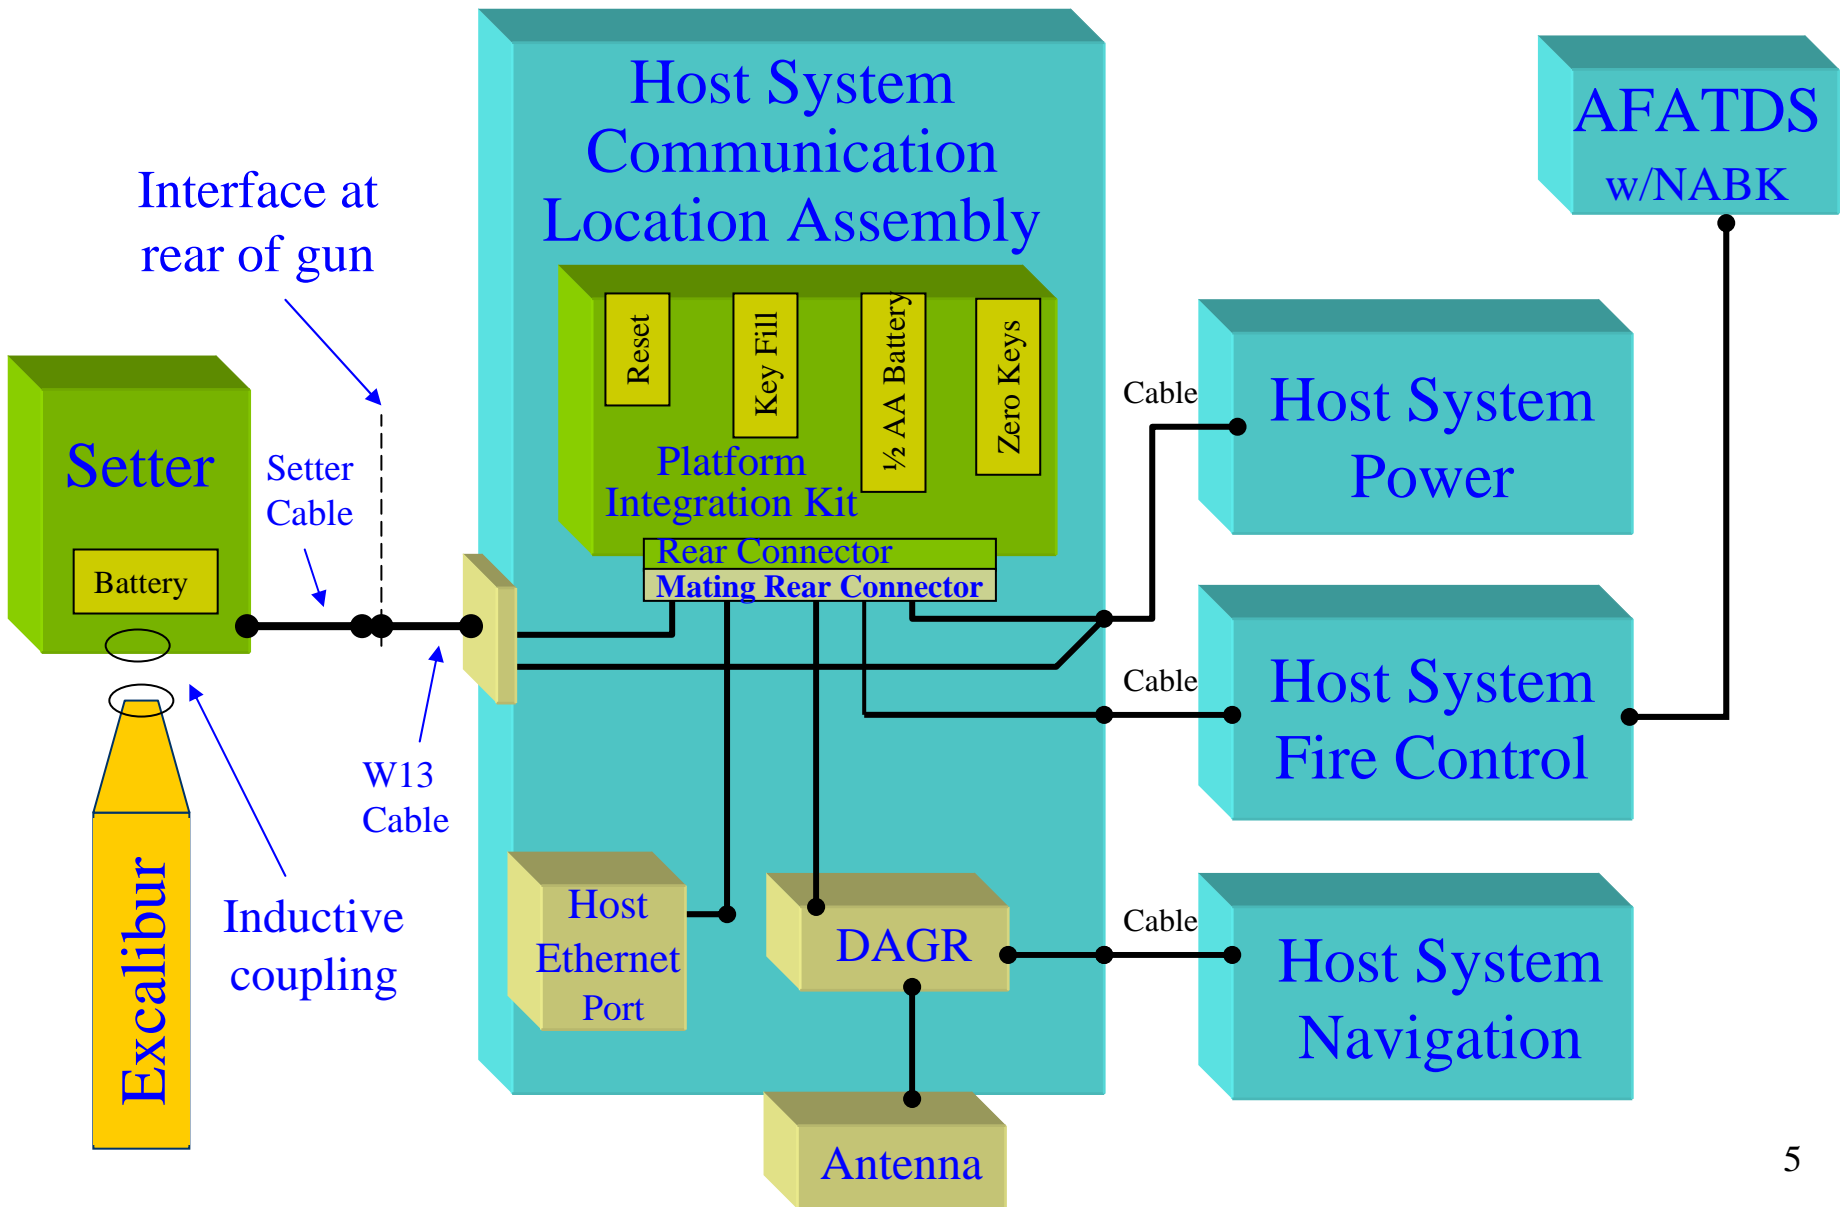 Host System
Communication
Location Assembly
AFATDS
w/NABK
Interface at
rear of gun
Reset
Key Fill
½ AA Battery
Zero Keys
Platform
Integration Kit
Rear Connector
Mating Rear Connector
Setter
Battery
Setter
Cable
W13
Cable
Inductive
coupling
Excalibur
Cable
Host System
Power
Cable
Host System
Fire Control
Host
Ethernet
Port
DAGR
Cable
Host System
Navigation
Antenna
5